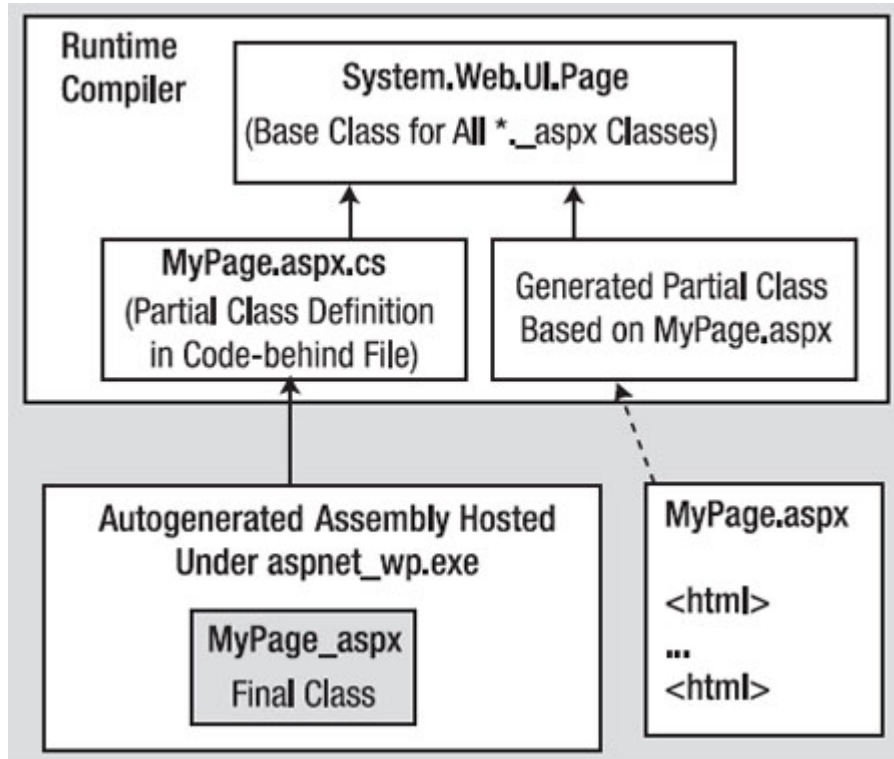 Runtime
Compiler
System.Web.UI.Page
(Base Class for All *._aspx Classes)
MyPage.aspx.cs
(Partial Class Definition
in Code-behind File)
Generated Partial Class
Based on MyPage.aspx
Autogenerated Assembly Hosted
Under aspnet_wp.exe
MyPage_aspx
Final Class
MyPage.aspx
<html>
...
<html>